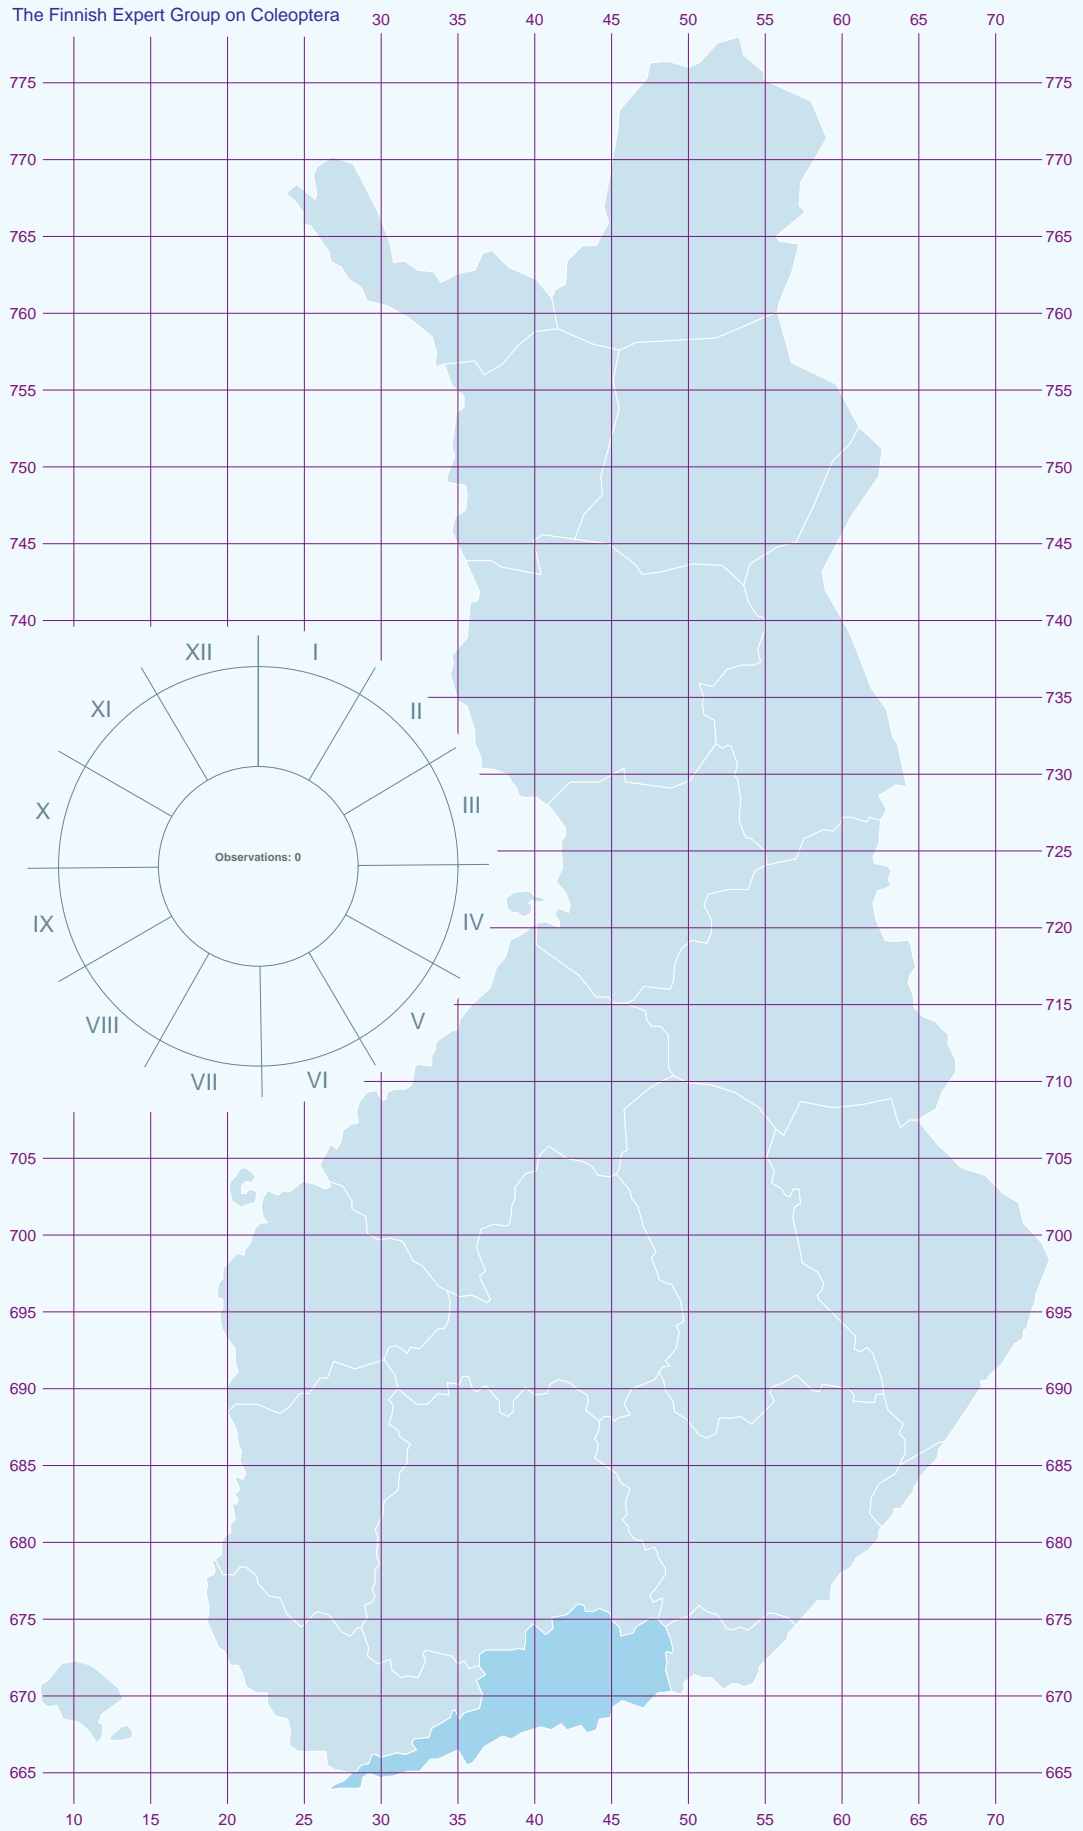 The Finnish Expert Group on Coleoptera
30 35 40 45 50 55 60 65 70
775 775
770 770
765 765
760 760
755 755
750 750
745 745
740 740
XII I
XI II
735
730
X III
Observations: 0
725
IX IV
720
VIII V
715
VII VI
710
705 705
700 700
695 695
690 690
685 685
680 680
675 675
670 670
665 665
10 15 20 25 30 35 40 45 50 55 60 65 70